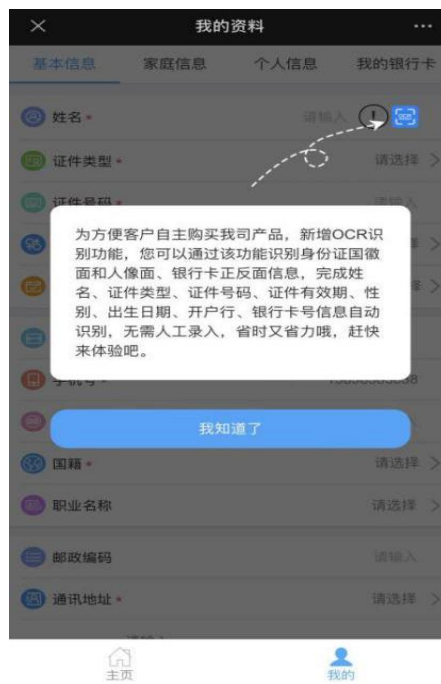 我的资料
基本信息 家庭信息 个人信息 我的银行卡
姓名* 请输入
证件类型* 请选择
证件号码* 请输入
为方便客户自主购买我司产品，新增OCR识
别功能，您可以通过该功能识别身份证国徽
面和人像面、银行卡正反面信息，完成姓
名、证件类型、证件号码、证件有效期、性
别、出生日期、开户行、银行卡号信息自动
识别，无需人工录入，省时又省力哦，赶快
来体验吧。
手机号*
我知道了
国籍* 请选择
职业名称 请选择
邮政编码 请输入
通讯地址* 请选择
主页 我的